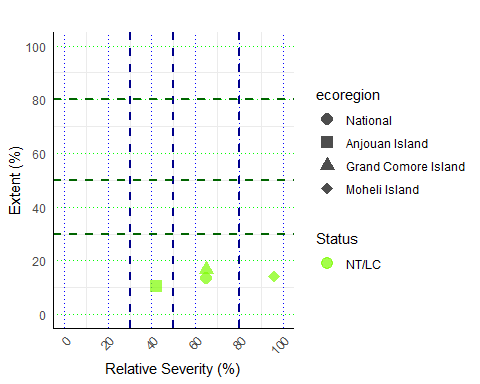 100
80
60
40
20
0
Extent (%)
0
20
40
60
80
100
Relative Severity (%)
ecoregion
National
Anjouan Island
Grand Comore Island
Moheli Island
Status
NT/LC